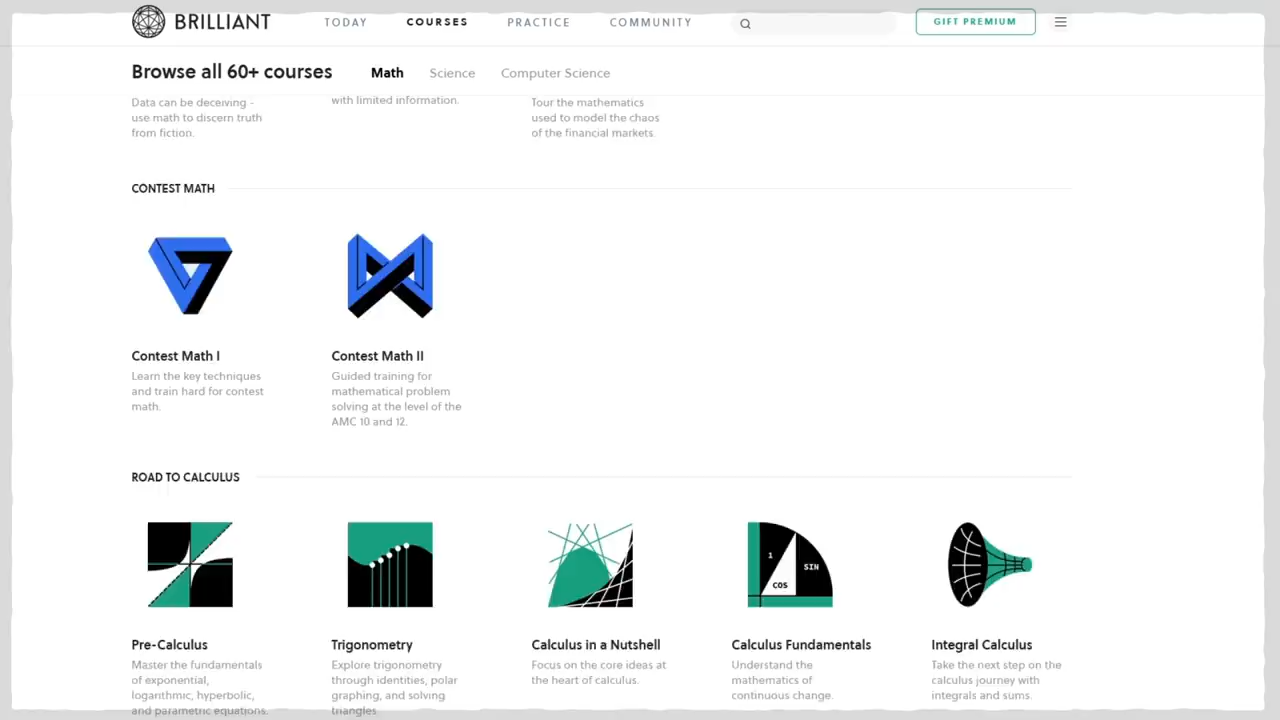 BRILLIANT
TODAY
COURSES
PRACTICE
COMMUNITY
GIFT PREMIUM
Browse all 60+ courses
Math
Science
Computer Science
Data can be deceiving -
use math to discern truth
from fiction.
with limited information.
Tour the mathematics
used to model the chaos
of the financial markets.
CONTEST MATH
Contest Math I
Learn the key techniques
and train hard for contest
math.
Contest Math II
Guided training for
mathematical problem
solving at the level of the
AMC 10 and 12.
ROAD TO CALCULUS
1
SIN
COS
Pre-Calculus
Master the fundamentals
of exponential,
logarithmic, hyperbolic,
and parametric equations.
Trigonometry
Explore trigonometry
through identities, polar
graphing, and solving
triangles.
Calculus in a Nutshell
Focus on the core ideas at
the heart of calculus.
Calculus Fundamentals
Understand the
mathematics of
continuous change.
Integral Calculus
Take the next step on the
calculus journey with
integrals and sums.